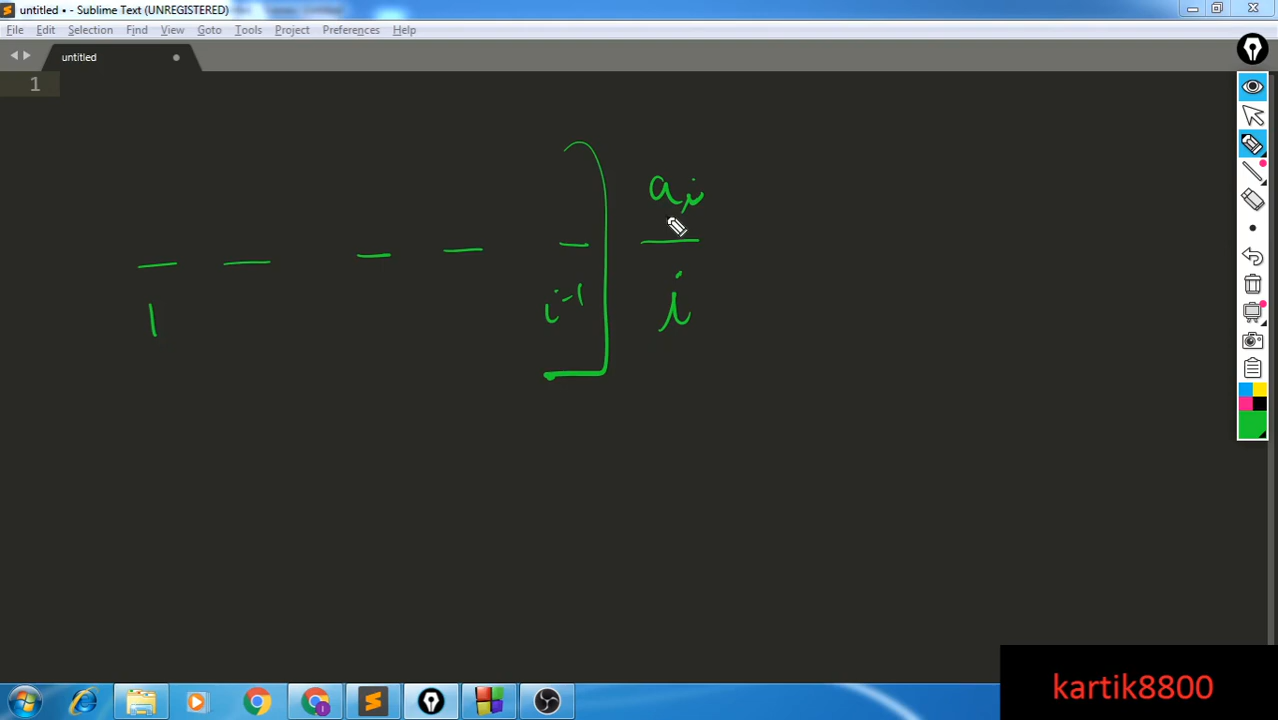 untitled • - Sublime Text (UNREGISTERED)
File Edit Selection Find View Goto Tools Project Preferences Help
untitled
1
a i
1 i-1 i
kartik8800